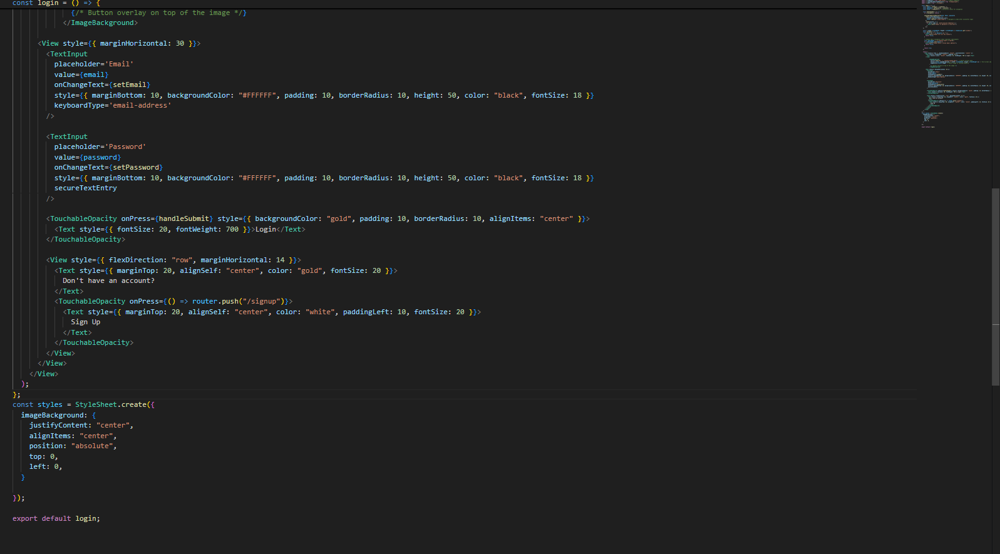 const login = () => {
{/* Button overlay on top of the image */}
</ImageBackground>
<View style={{ marginHorizontal: 30 }}>
<TextInput
placeholder='Email'
value={email}
onChangeText={setEmail}
style={{ marginBottom: 10, backgroundColor: "#FFFFFF", padding: 10, borderRadius: 10, height: 50, color: "black", fontSize: 18 }}
keyboardType='email-address'
/>
<TextInput
placeholder='Password'
value={password}
onChangeText={setPassword}
style={{ marginBottom: 10, backgroundColor: "#FFFFFF", padding: 10, borderRadius: 10, height: 50, color: "black", fontSize: 18 }}
secureTextEntry
/>
<TouchableOpacity onPress={handleSubmit} style={{ backgroundColor: "gold", padding: 10, borderRadius: 10, alignItems: "center" }}>
<Text style={{ fontSize: 20, fontWeight: 700 }}>Login</Text>
</TouchableOpacity>
<View style={{ flexDirection: "row", marginHorizontal: 14 }}>
<Text style={{ marginTop: 20, alignSelf: "center", color: "gold", fontSize: 20 }}>
Don't have an account?
</Text>
<TouchableOpacity onPress={() => router.push("/signup")}>
<Text style={{ marginTop: 20, alignSelf: "center", color: "white", paddingLeft: 10, fontSize: 20 }}>
Sign Up
</Text>
</TouchableOpacity>
</View>
</View>
</View>
);
};
const styles = StyleSheet.create({
imageBackground: {
justifyContent: "center",
alignItems: "center",
position: "absolute",
top: 0,
left: 0,
}
});
export default login;